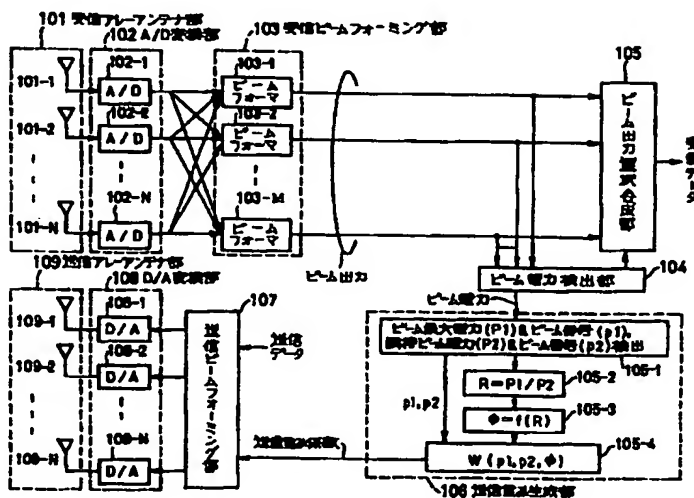 101 受信アレーアンテナ部
102 A/D変換部
103 受信ビームフォーミング部
101-1
101-2
101-N
102-1
A/D
102-2
A/D
102-N
A/D
103-1
ビーム
フォーマ
103-2
ビーム
フォーマ
103-M
ビーム
フォーマ
ビーム出力
105
受信データ
ビーム電力検出部
104
ビーム電力
109 送信アレーアンテナ部
108 D/A変換部
109-1
109-2
109-N
108-1
D/A
108-2
D/A
108-N
D/A
107
送信ビームフォーミング部
送信
データ
ビーム最大電力(P1)&ビーム番号(p1),
隣接ビーム電力(P2)&ビーム番号(p2)検出
105-1
p1,p2
R=P1/P2
105-2
Φ=f(R)
105-3
W(p1,p2,Φ)
105-4
送信重み係数
106 送信重み生成部